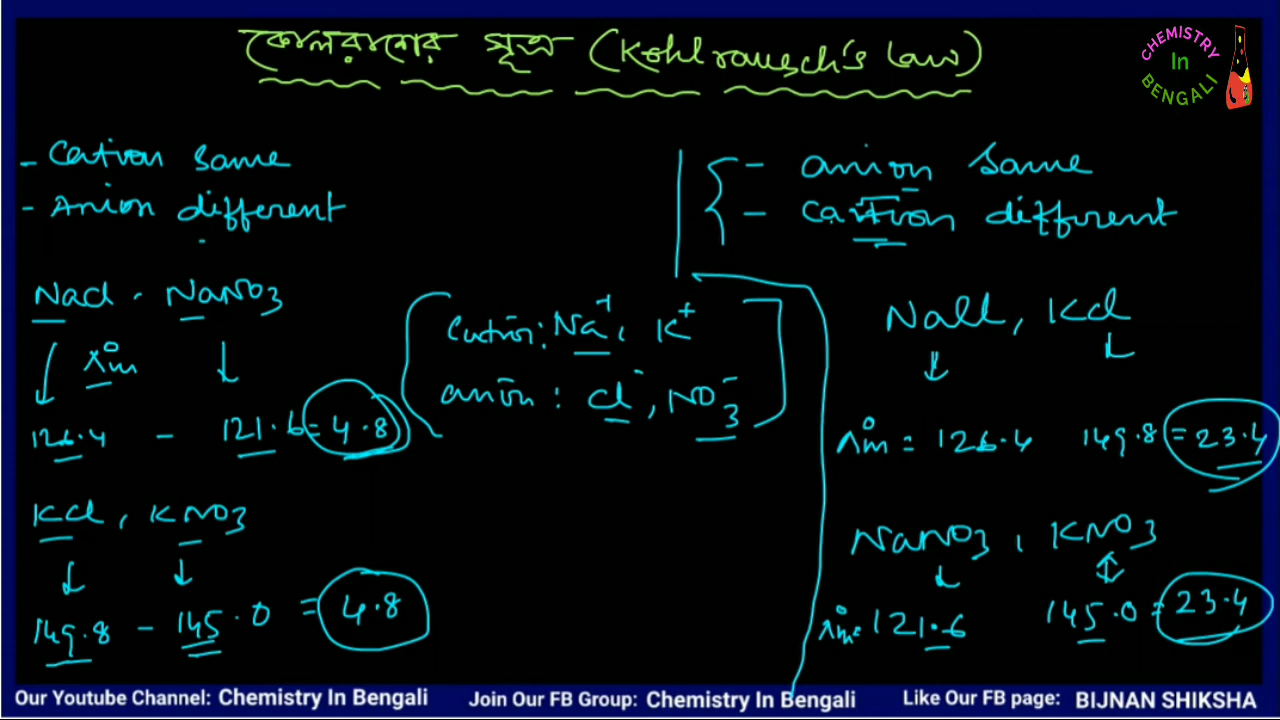 কোলরাশের সূত্র (Kohlrausch's Law)
CHEMISTRY
In
BENGALI
- Cation same
- Anion different
NaCl, NaNO3
λ°m
126.4 - 121.6 = 4.8
KCl, KNO3
149.8 - 145.0 = 4.8
Cation: Na+, K+
anion: Cl-, NO3-
- anion same
- cation different
NaCl, KCl
λ°m = 126.4 149.8 = 23.4
NaNO3, KNO3
λ°m = 121.6 145.0 = 23.4
Our Youtube Channel: Chemistry In Bengali Join Our FB Group: Chemistry In Bengali Like Our FB page: BIJNAN SHIKSHA